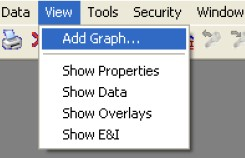 Data View Tools Security Window
Add Graph...
Show Properties
Show Data
Show Overlays
Show E&I